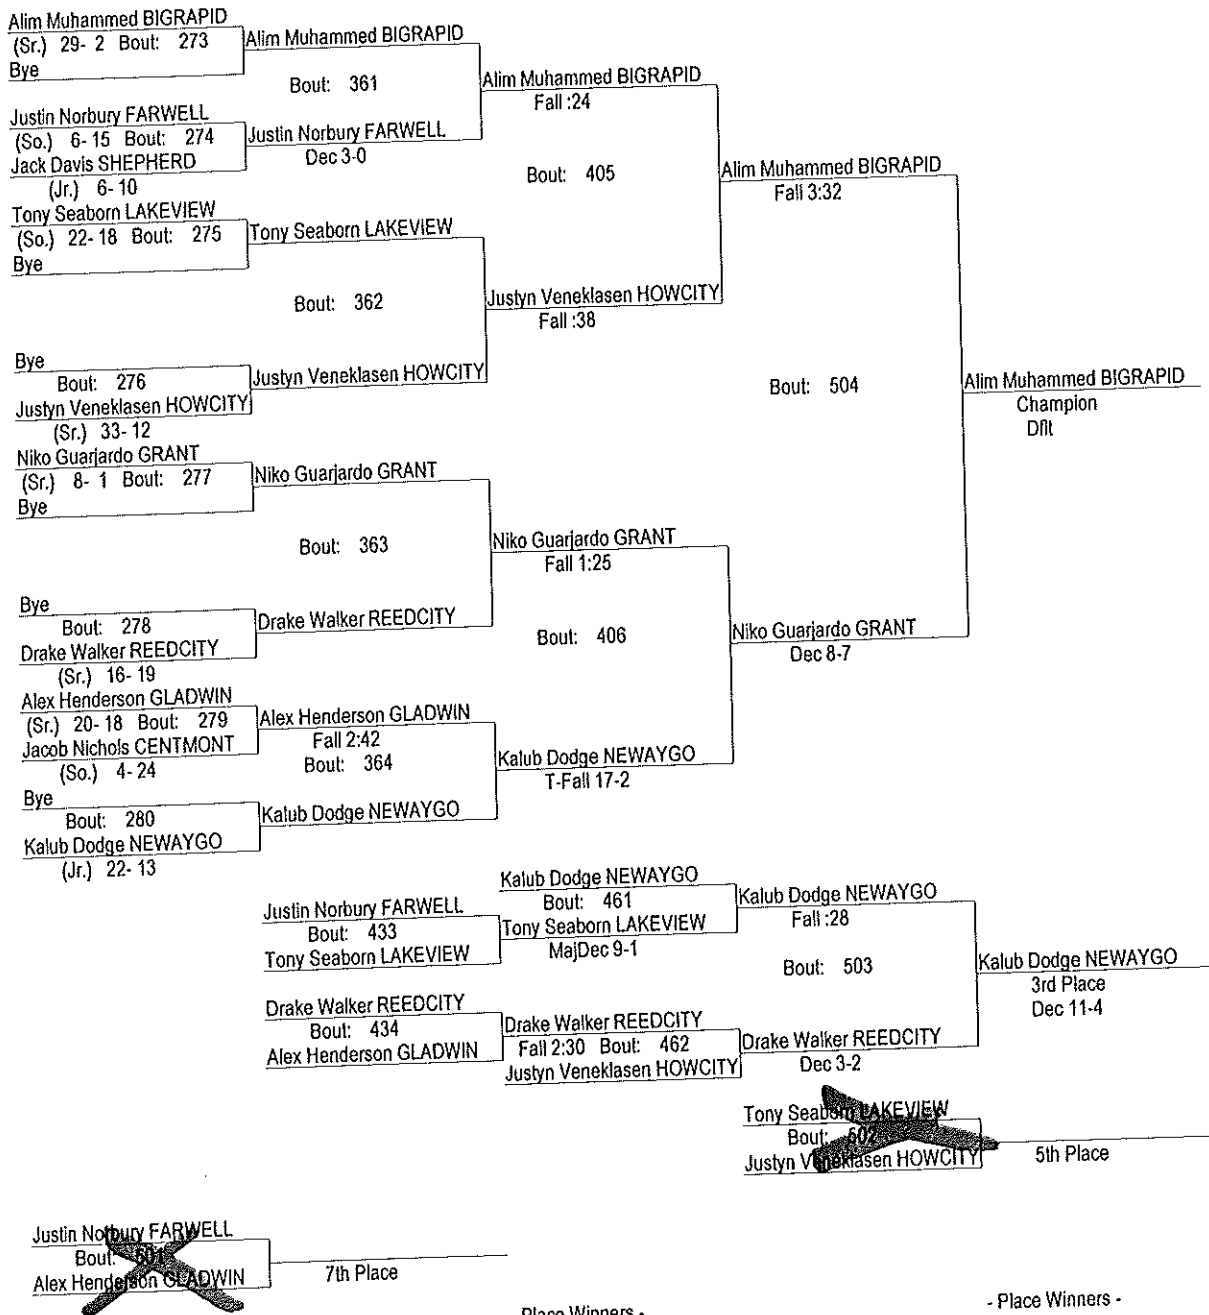 Alim Muhammed BIGRAPID
(Sr.) 29- 2 Bout: 273
Bye
Alim Muhammed BIGRAPID
Bout: 361
Justin Norbury FARWELL
(So.) 6- 15 Bout: 274
Jack Davis SHEPHERD
(Jr.) 6- 10
Justin Norbury FARWELL
Dec 3-0
Alim Muhammed BIGRAPID
Fall :24
Bout: 405
Tony Seaborn LAKEVIEW
(So.) 22- 18 Bout: 275
Bye
Tony Seaborn LAKEVIEW
Bout: 362
Bye
Bout: 276
Justyn Veneklasen HOWCITY
(Sr.) 33- 12
Justyn Veneklasen HOWCITY
Justyn Veneklasen HOWCITY
Fall :38
Alim Muhammed BIGRAPID
Fall 3:32
Bout: 504
Alim Muhammed BIGRAPID
Champion
Dflt
Niko Guarjardo GRANT
(Sr.) 8- 1 Bout: 277
Bye
Niko Guarjardo GRANT
Bout: 363
Bye
Bout: 278
Drake Walker REEDCITY
(Sr.) 16- 19
Drake Walker REEDCITY
Niko Guarjardo GRANT
Fall 1:25
Bout: 406
Niko Guarjardo GRANT
Dec 8-7
Alex Henderson GLADWIN
(Sr.) 20- 18 Bout: 279
Jacob Nichols CENTMONT
(So.) 4- 24
Alex Henderson GLADWIN
Fall 2:42
Bout: 364
Bye
Bout: 280
Kalub Dodge NEWAYGO
(Jr.) 22- 13
Kalub Dodge NEWAYGO
Kalub Dodge NEWAYGO
T-Fall 17-2
Justin Norbury FARWELL
Bout: 433
Tony Seaborn LAKEVIEW
Kalub Dodge NEWAYGO
Bout: 461
Tony Seaborn LAKEVIEW
MajDec 9-1
Kalub Dodge NEWAYGO
Fall :28
Bout: 503
Kalub Dodge NEWAYGO
3rd Place
Dec 11-4
Drake Walker REEDCITY
Bout: 434
Alex Henderson GLADWIN
Drake Walker REEDCITY
Fall 2:30 Bout: 462
Justyn Veneklasen HOWCITY
Drake Walker REEDCITY
Dec 3-2
Tony Seaborn LAKEVIEW
Bout: 502
Justyn Veneklasen HOWCITY
5th Place
Justin Norbury FARWELL
Bout: 501
Alex Henderson GLADWIN
7th Place
Place Winners -
- Place Winners -